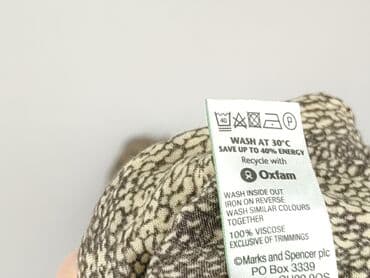 40 P
WASH AT 30°C
SAVE UP TO 40% ENERGY
Recycle with
Oxfam
WASH INSIDE OUT
IRON ON REVERSE
WASH SIMILAR COLOURS
TOGETHER
100% VISCOSE
EXCLUSIVE OF TRIMMINGS
©Marks and Spencer plc
PO Box 3339